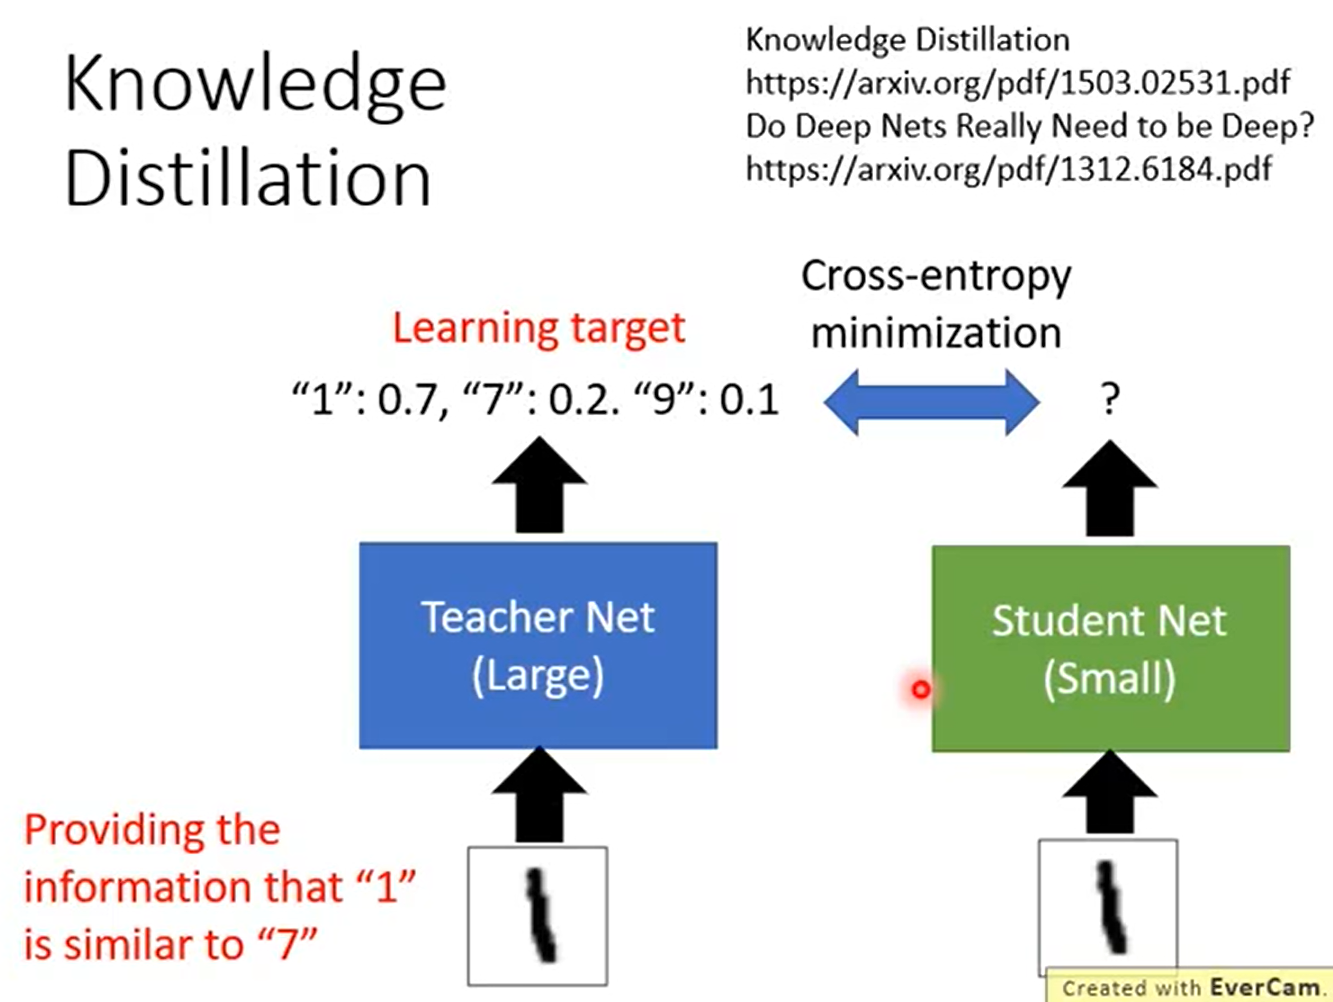 Knowledge
Distillation
Knowledge Distillation
https://arxiv.org/pdf/1503.02531.pdf
Do Deep Nets Really Need to be Deep?
https://arxiv.org/pdf/1312.6184.pdf
Cross-entropy
minimization
Learning target
“1”: 0.7, “7”: 0.2. “9”: 0.1
?
Teacher Net
(Large)
Student Net
(Small)
Providing the
information that “1”
is similar to “7”
Created with EverCam.